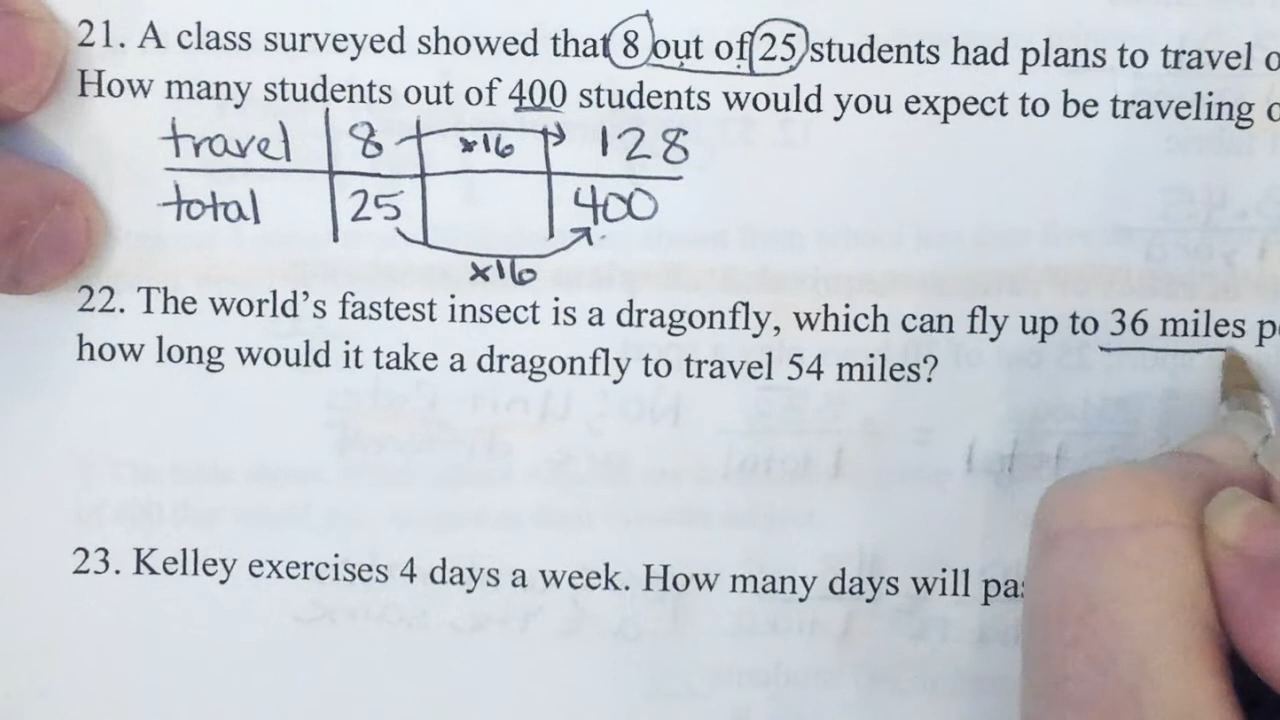 21. A class surveyed showed that 8 out of 25 students had plans to travel
How many students out of 400 students would you expect to be traveling
travel 8 x16 128
total 25 400
x16
22. The world's fastest insect is a dragonfly, which can fly up to 36 miles
how long would it take a dragonfly to travel 54 miles?
23. Kelley exercises 4 days a week. How many days will